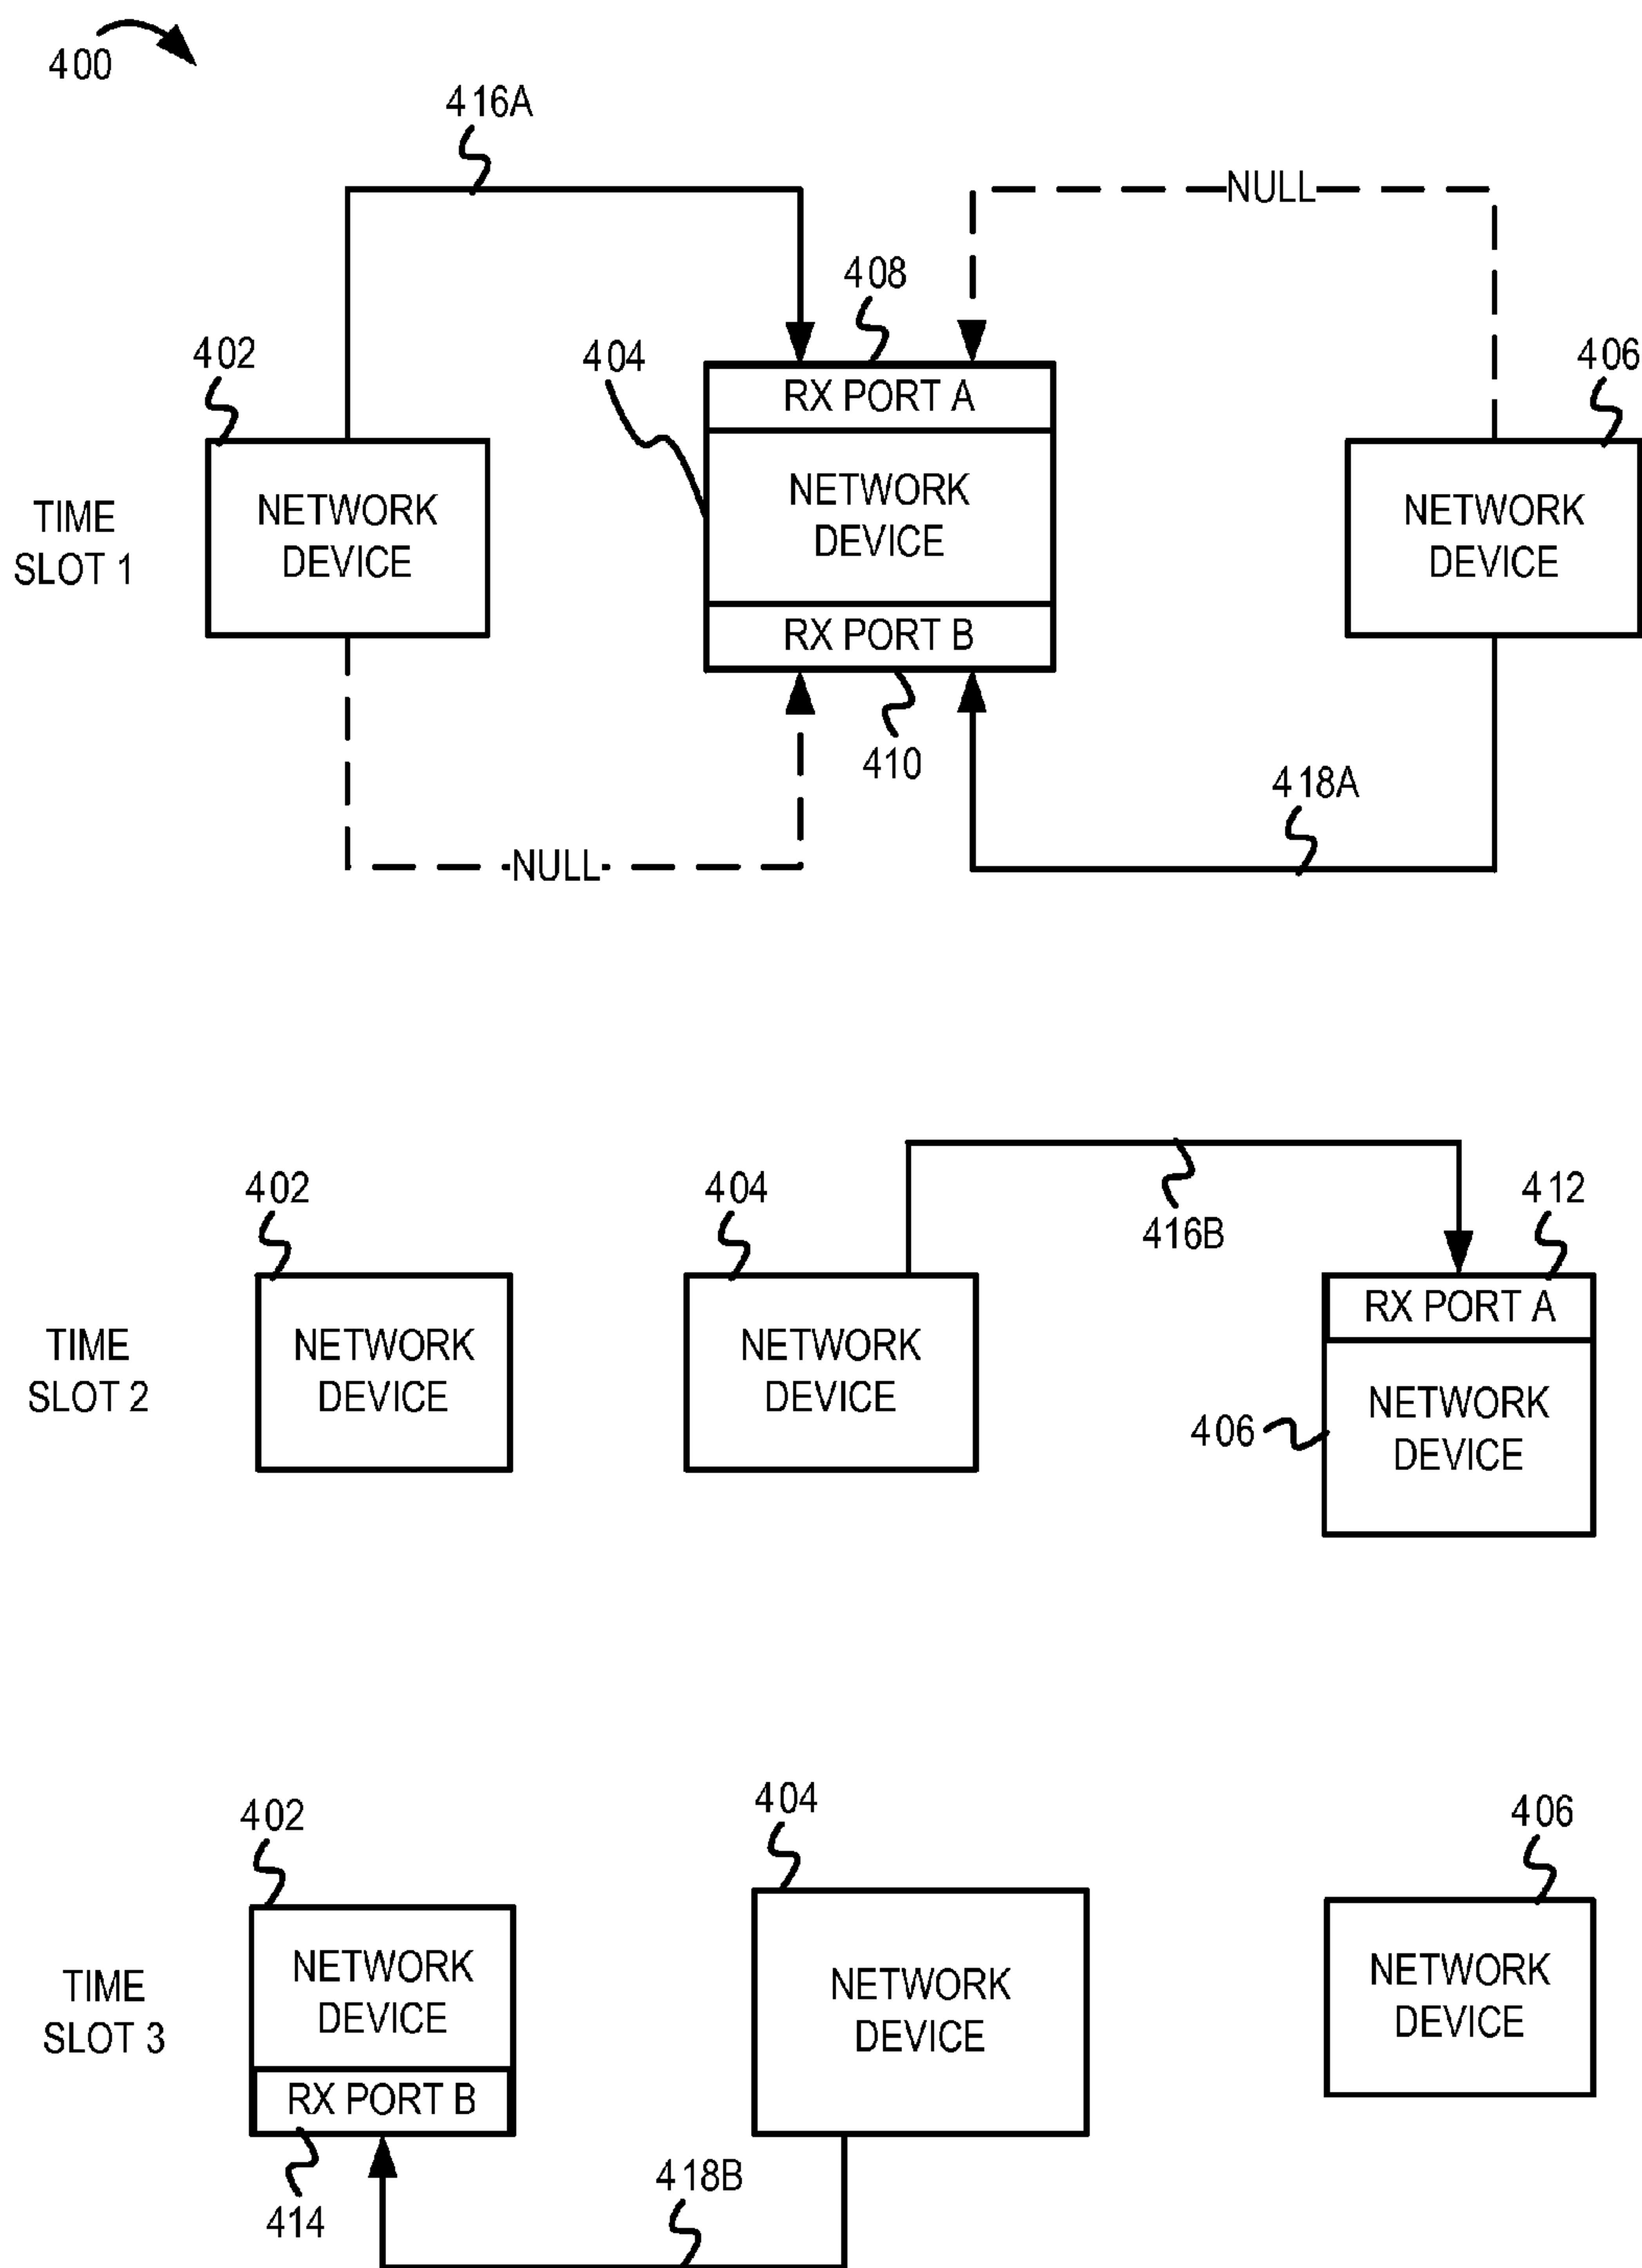 400
416A
NULL
408
402
404
406
RX PORT A
NETWORK
DEVICE
TIME
SLOT 1
NETWORK
DEVICE
NETWORK
DEVICE
RX PORT B
410
418A
NULL
402
404
416B
412
TIME
SLOT 2
NETWORK
DEVICE
NETWORK
DEVICE
RX PORT A
406
NETWORK
DEVICE
402
404
406
TIME
SLOT 3
NETWORK
DEVICE
RX PORT B
NETWORK
DEVICE
NETWORK
DEVICE
414
418B